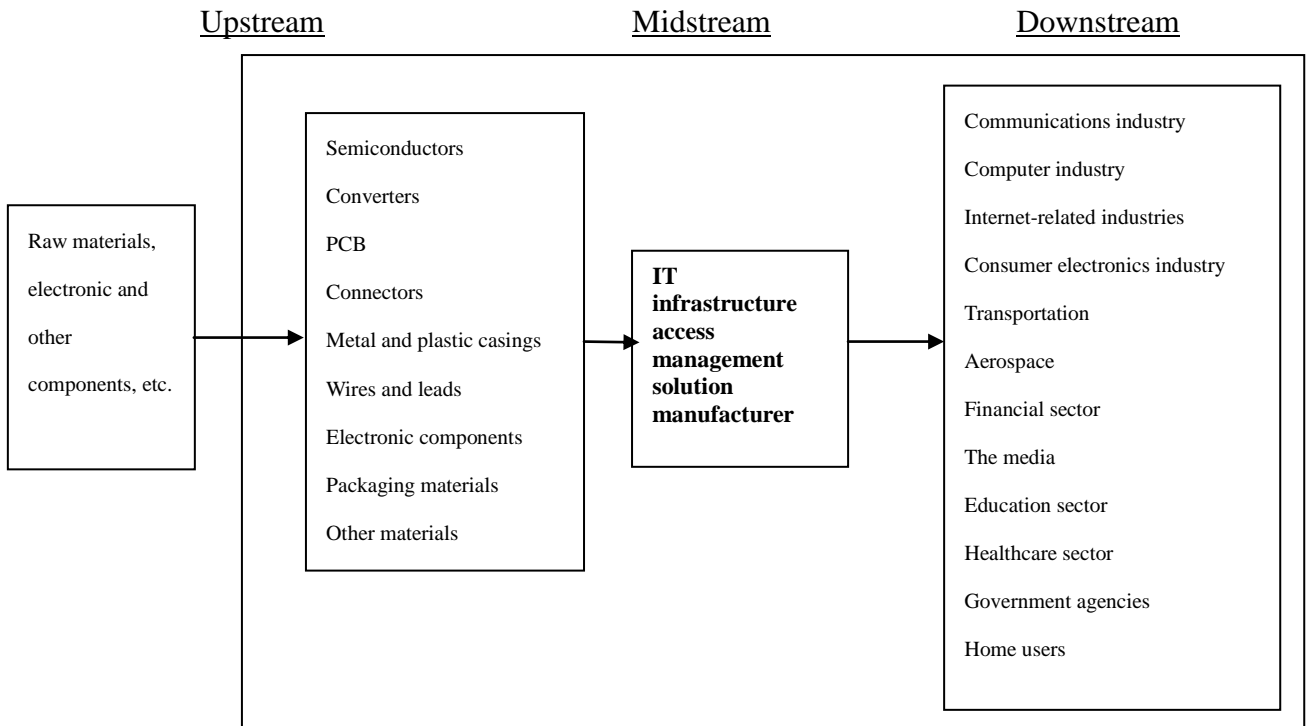 Upstream
Midstream
Downstream
Raw materials,
electronic and
other
components, etc.
Semiconductors
Converters
PCB
Connectors
Metal and plastic casings
Wires and leads
Electronic components
Packaging materials
Other materials
IT
infrastructure
access
management
solution
manufacturer
Communications industry
Computer industry
Internet-related industries
Consumer electronics industry
Transportation
Aerospace
Financial sector
The media
Education sector
Healthcare sector
Government agencies
Home users